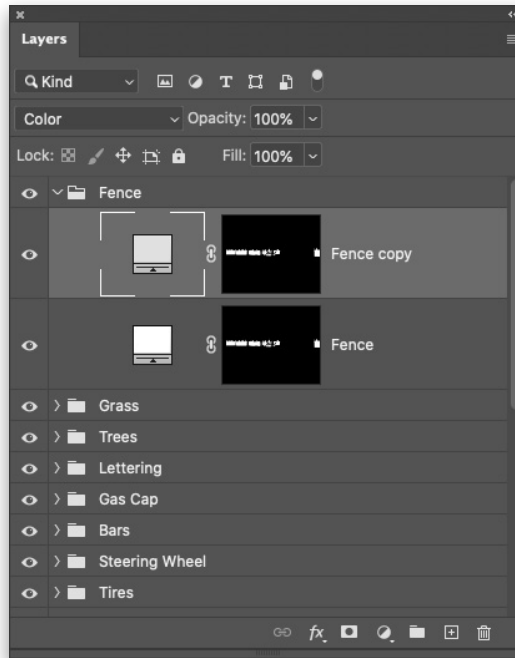 Layers
Kind
Color Opacity: 100%
Lock: Fill: 100%
Fence
Fence copy
Fence
Grass
Trees
Lettering
Gas Cap
Bars
Steering Wheel
Tires
fx